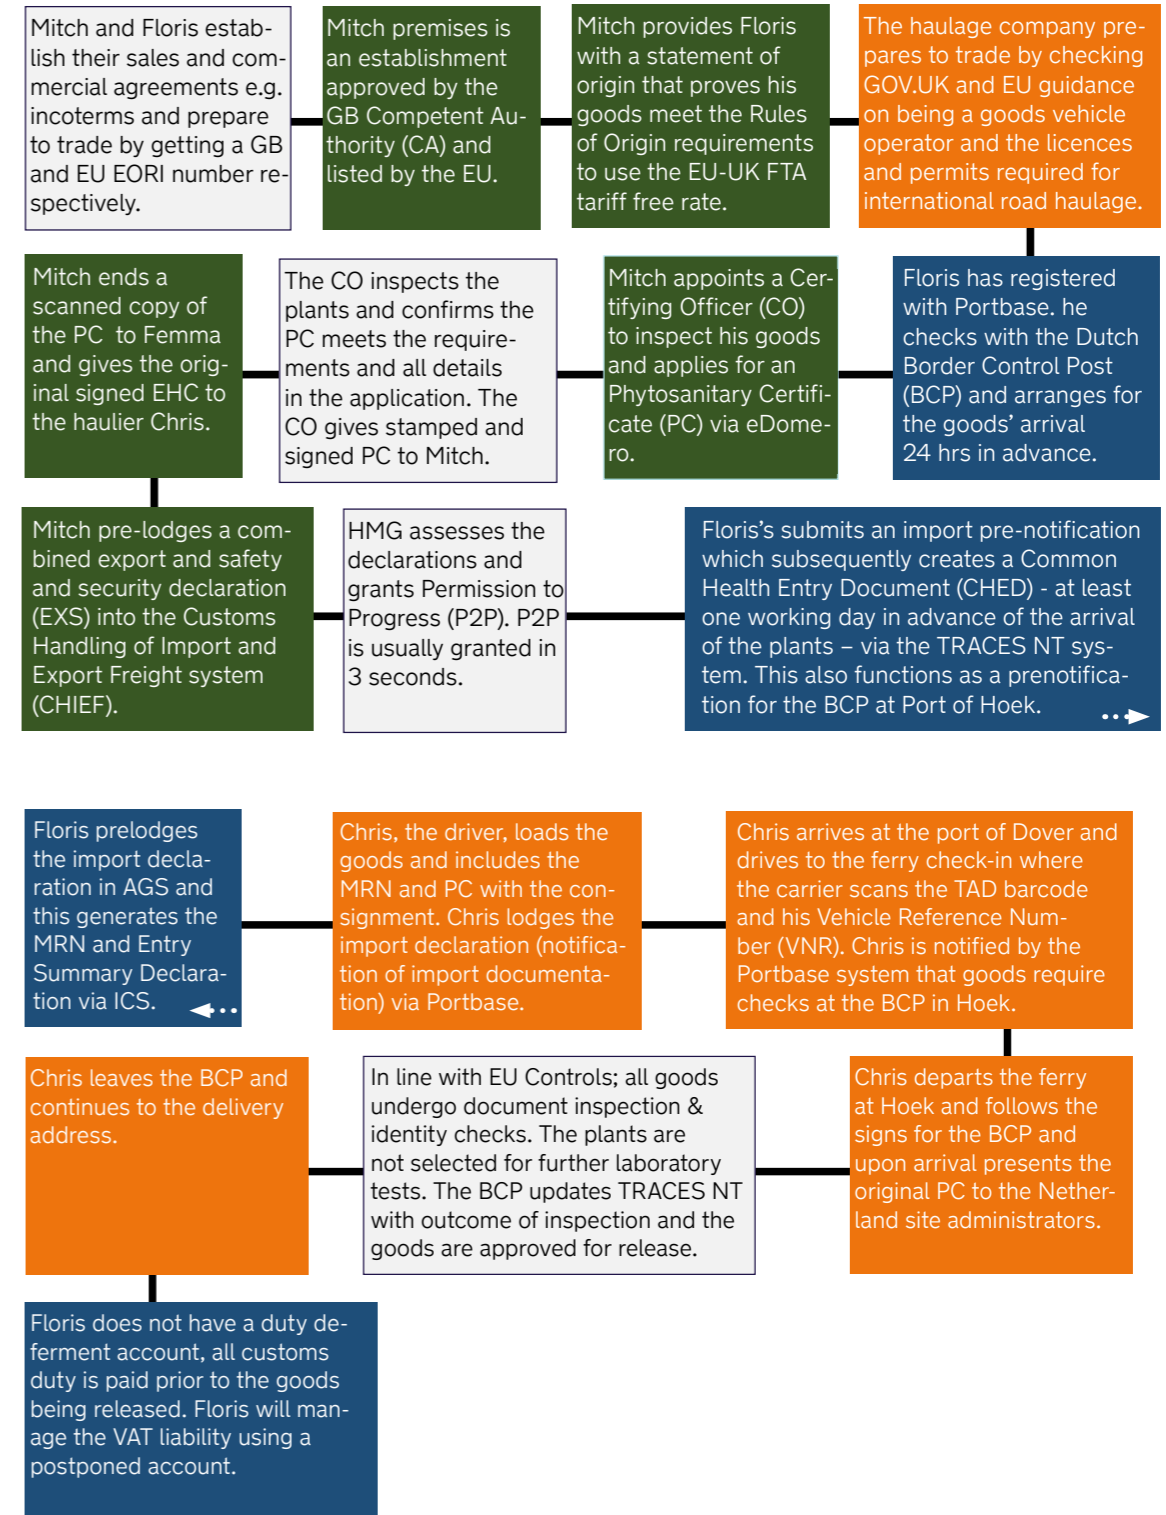 Mitch and Floris estab-
lish their sales and com-
mercial agreements e.g.
incoterms and prepare
to trade by getting a GB
and EU EORI number re-
spectively.
Mitch premises is
an establishment
approved by the
GB Competent Au-
thority (CA) and
listed by the EU.
Mitch provides Floris
with a statement of
origin that proves his
goods meet the Rules
of Origin requirements
to use the EU-UK FTA
tariff free rate.
The haulage company pre-
pares to trade by checking
GOV.UK and EU guidance
on being a goods vehicle
operator and the licences
and permits required for
international road haulage.
Floris has registered
with Portbase. he
checks with the Dutch
Border Control Post
(BCP) and arranges for
the goods’ arrival
24 hrs in advance.
Mitch appoints a Cer-
tifying Officer (CO)
to inspect his goods
and applies for an
Phytosanitary Certifi-
cate (PC) via eDome-
ro.
The CO inspects the
plants and confirms the
PC meets the require-
ments and all details
in the application. The
CO gives stamped and
signed PC to Mitch.
Mitch ends a
scanned copy of
the PC  to Femma
and gives the orig-
inal signed EHC to
the haulier Chris.
Mitch pre-lodges a com-
bined export and safety
and security declaration
(EXS) into the Customs
Handling of Import and
Export Freight system
(CHIEF).
HMG assesses the
declarations and
grants Permission to
Progress (P2P). P2P
is usually granted in
3 seconds.
Floris’s submits an import pre-notification
which subsequently creates a Common
Health Entry Document (CHED) - at least
one working day in advance of the arrival
of the plants – via the TRACES NT sys-
tem. This also functions as a prenotifica-
tion for the BCP at Port of Hoek.
Floris prelodges
the import decla-
ration in AGS and
this generates the
MRN and Entry
Summary Declara-
tion via ICS.
Chris, the driver, loads the
goods and includes the
MRN and PC with the con-
signment. Chris lodges the
import declaration (notifica-
tion of import documenta-
tion) via Portbase.
Chris arrives at the port of Dover and
drives to the ferry check-in where
the carrier scans the TAD barcode
and his Vehicle Reference Num-
ber (VNR). Chris is notified by the
Portbase system that goods require
checks at the BCP in Hoek.
Chris departs the ferry
at Hoek and follows the
signs for the BCP and
upon arrival presents the
original PC to the Nether-
land site administrators.
In line with EU Controls; all goods
undergo document inspection &
identity checks. The plants are
not selected for further laboratory
tests. The BCP updates TRACES NT
with outcome of inspection and the
goods are approved for release.
Chris leaves the BCP and
continues to the delivery
address.
Floris does not have a duty de-
ferment account, all customs
duty is paid prior to the goods
being released. Floris will man-
age the VAT liability using a
postponed account.